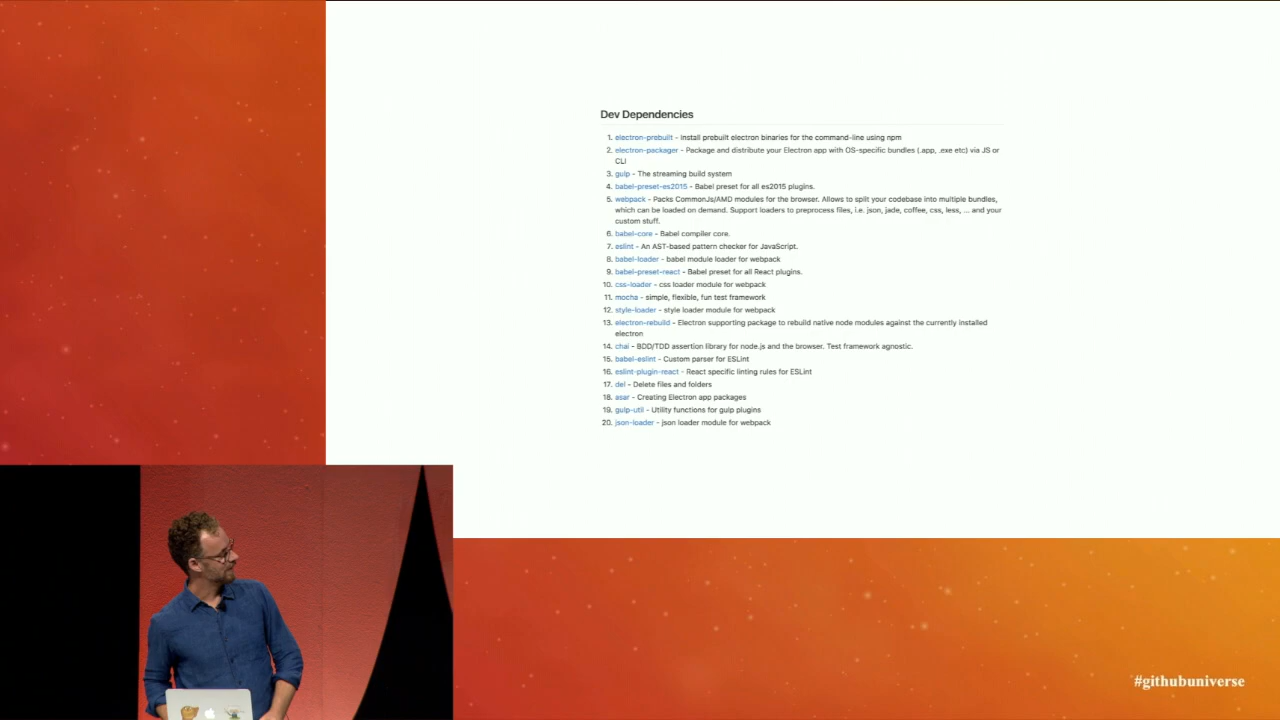 Dev Dependencies
1. electron-prebuilt - Install prebuilt electron binaries for the command-line using npm
2. electron-packager - Package and distribute your Electron app with OS-specific bundles (.app, .exe etc) via JS or
CLI
3. gulp - The streaming build system
4. babel-preset-es2015 - Babel preset for all es2015 plugins.
5. webpack - Packs CommonJs/AMD modules for the browser. Allows to split your codebase into multiple bundles,
which can be loaded on demand. Support loaders to preprocess files, i.e. json, jade, coffee, css, less, ... and your
custom stuff.
6. babel-core - Babel compiler core.
7. eslint - An AST-based pattern checker for JavaScript.
8. babel-loader - babel module loader for webpack
9. babel-preset-react - Babel preset for all React plugins.
10. css-loader - css loader module for webpack
11. mocha - simple, flexible, fun test framework
12. style-loader - style loader module for webpack
13. electron-rebuild - Electron supporting package to rebuild native node modules against the currently installed
electron
14. chai - BDD/TDD assertion library for node.js and the browser. Test framework agnostic.
15. babel-eslint - Custom parser for ESLint
16. eslint-plugin-react - React specific linting rules for ESLint
17. del - Delete files and folders
18. asar - Creating Electron app packages
19. gulp-util - Utility functions for gulp plugins
20. json-loader - json loader module for webpack
#githubuniverse